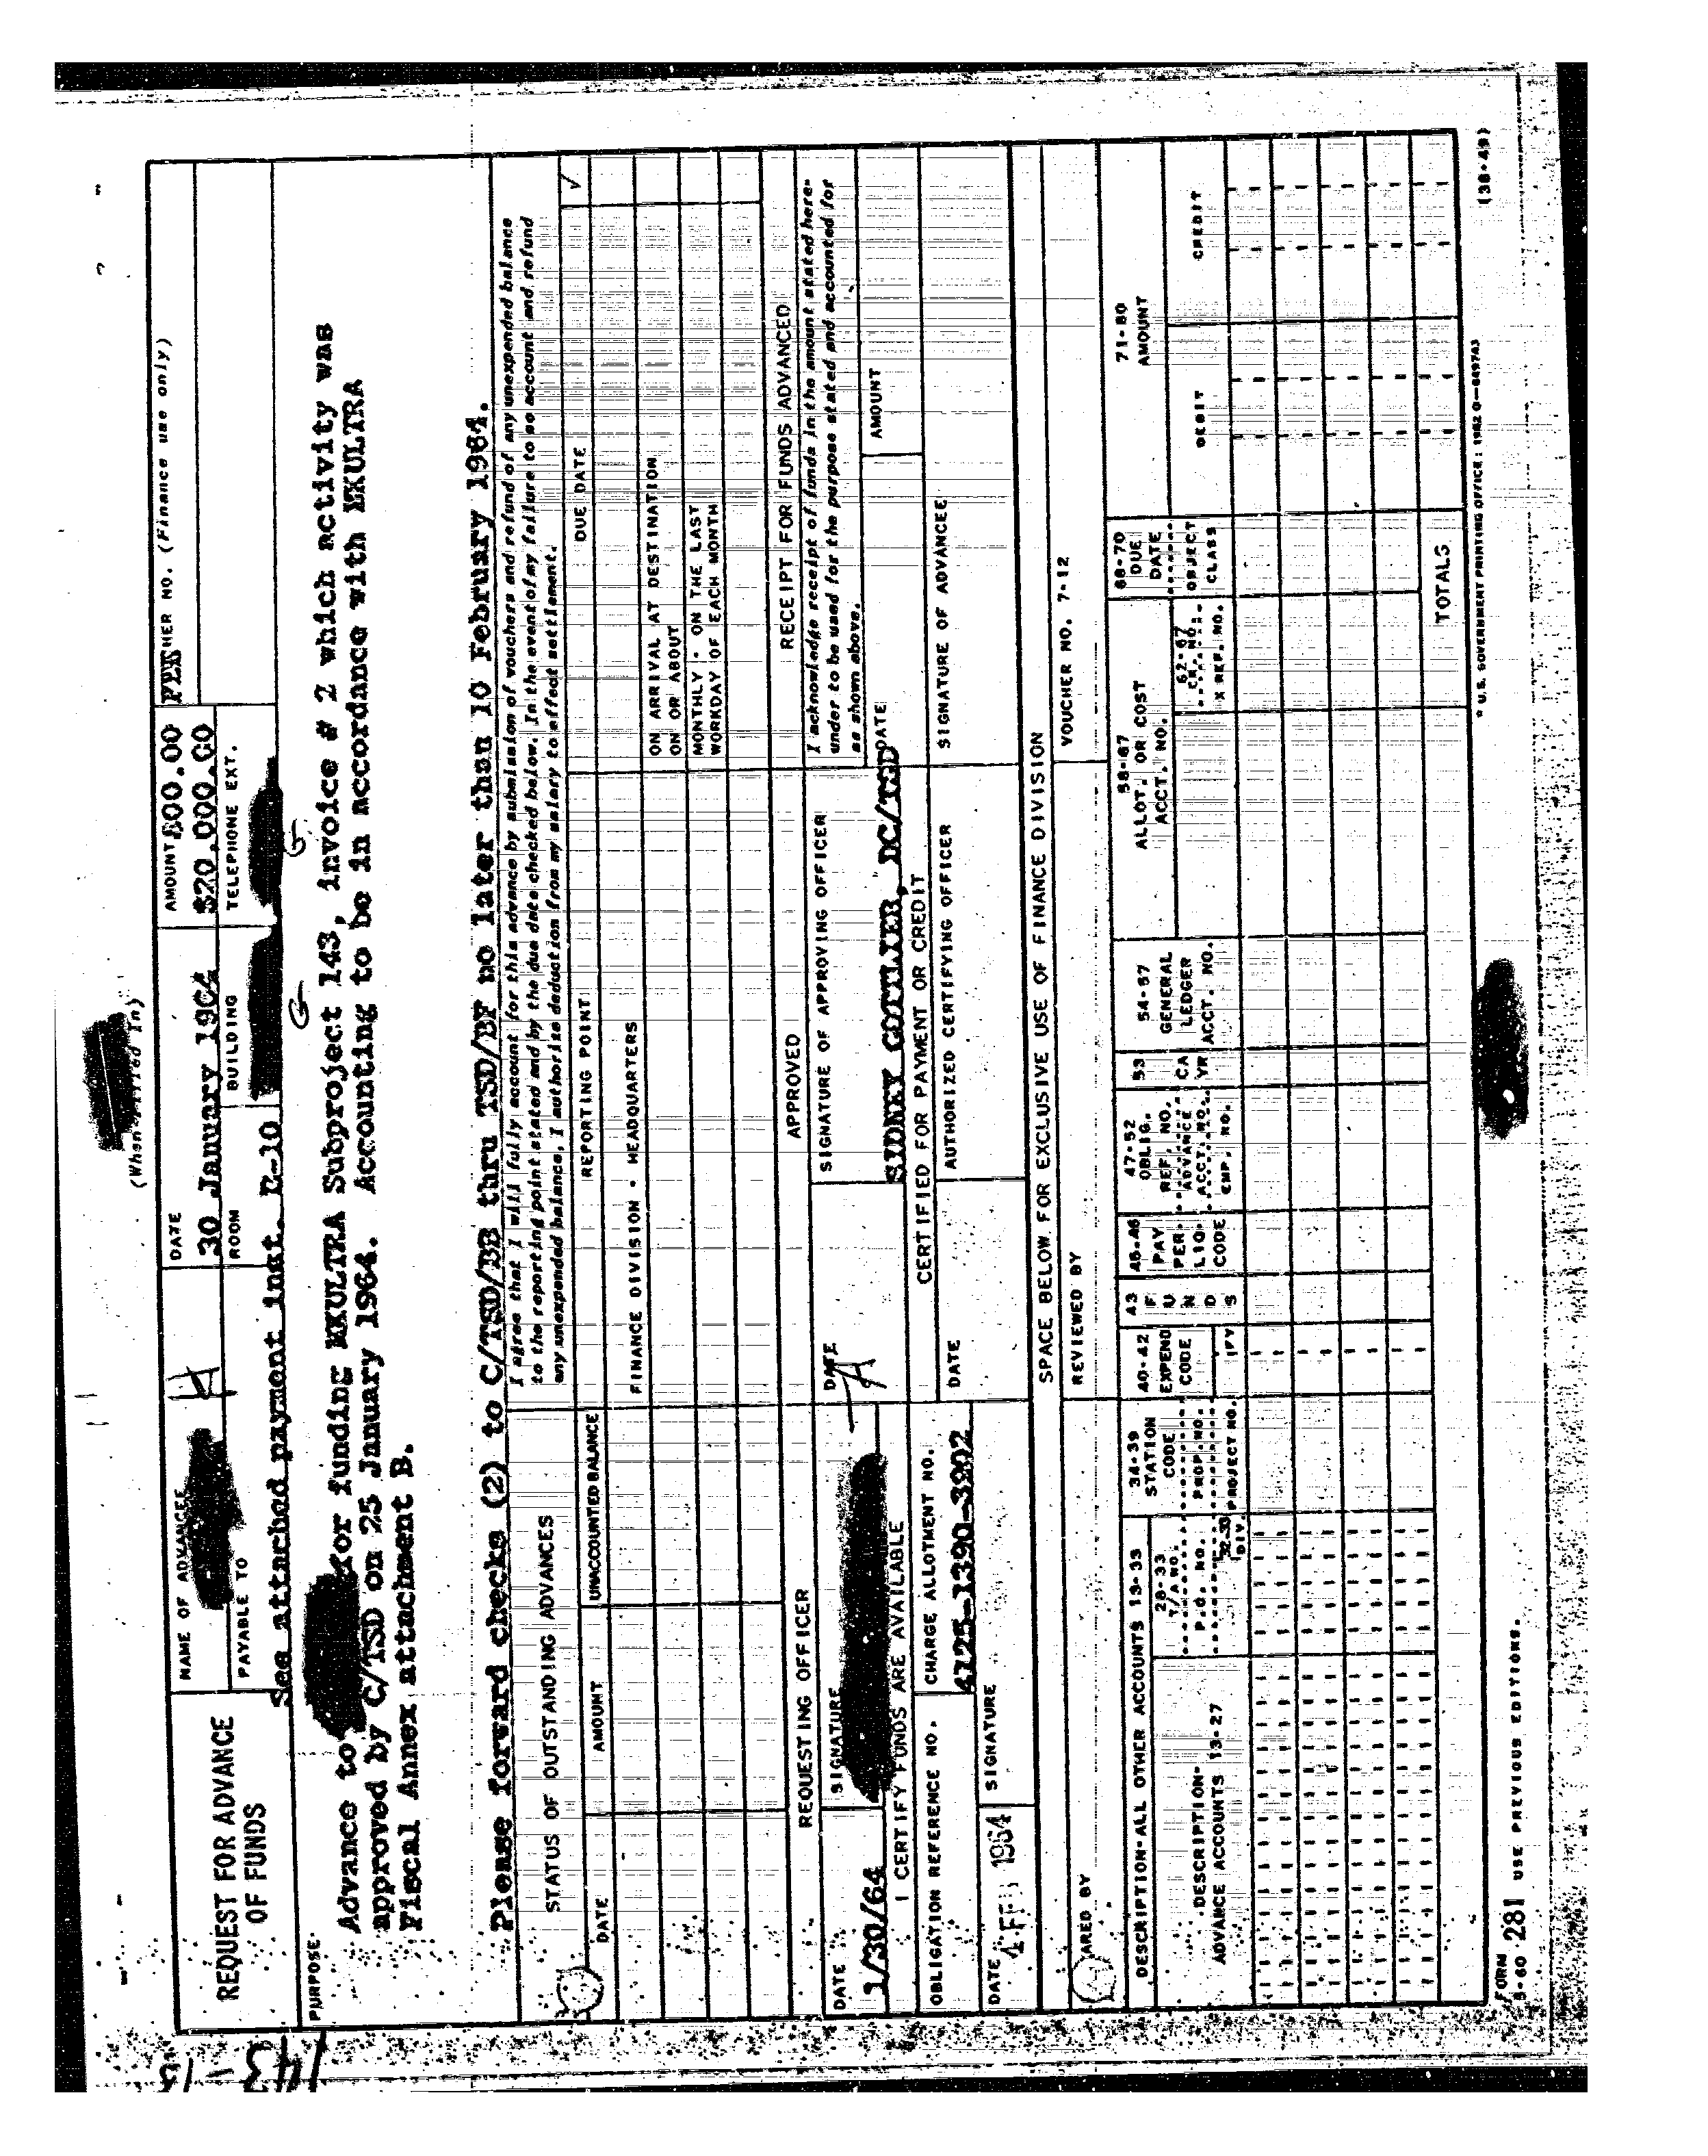 (When Filled In)
REQUEST FOR ADVANCE
OF FUNDS
NAME OF ADVANCEE
DATE
30 January 1964
AMOUNT
$20,000.00
HER NO. (Finance use only)
PAYABLE TO
See attached payment inst.
ROOM
BUILDING
TELEPHONE EXT.
PURPOSE
Advance to for funding MKULTRA Subproject 143, invoice # 2 which activity was
approved by C/TSD on 25 January 1964. Accounting to be in accordance with MKULTRA
Fiscal Annex attachment B.
Please forward checks (2) to C/TSD/BB thru TSD/BF no later than 10 February 1964.
I agree that I will fully account for this advance by submission of vouchers and refund of any unexpended balance
to the reporting point stated and by the due date checked below. In the event of my failure to so account and refund
any unexpended balance, I authorize deduction from my salary to effect settlement.
STATUS OF OUTSTANDING ADVANCES
REPORTING POINT
DUE DATE
DATE
AMOUNT
UNACCOUNTED BALANCE
FINANCE DIVISION - HEADQUARTERS
ON ARRIVAL AT DESTINATION
ON OR ABOUT
MONTHLY - ON THE LAST
WORKDAY OF EACH MONTH
REQUESTING OFFICER
APPROVED
RECEIPT FOR FUNDS ADVANCED
DATE
1/30/64
SIGNATURE
DATE
SIGNATURE OF APPROVING OFFICER
SIDNEY GOTTLIEB, DC/TSD
I acknowledge receipt of funds in the amount stated here-
under to be used for the purpose stated and accounted for
as shown above.
DATE
AMOUNT
I CERTIFY FUNDS ARE AVAILABLE
CERTIFIED FOR PAYMENT OR CREDIT
OBLIGATION REFERENCE NO.
CHARGE ALLOTMENT NO.
4125-1390-3902
DATE
AUTHORIZED CERTIFYING OFFICER
SIGNATURE OF ADVANCEE
DATE
1964
SIGNATURE
SPACE BELOW FOR EXCLUSIVE USE OF FINANCE DIVISION
ARED BY
REVIEWED BY
VOUCHER NO. 7-12
DESCRIPTION-ALL OTHER ACCOUNTS 13-33
34-39
STATION
CODE
40-42
EXPEND
CODE
43
F
U
N
D
S
PAY
PER.
LIQ.
CODE
47-52
OBLIG.
REF. NO.
ADVANCE
ACCT. NO.
EMP. NO.
53
CA
YR
54-57
GENERAL
LEDGER
ACCT. NO.
58-67
ALLOT. OR COST
ACCT. NO.
62-67
CK. NO.
X REF. NO.
68-70
DUE
DATE
OBJECT
CLASS
71-80
AMOUNT
DESCRIPTION-
ADVANCE ACCOUNTS 13-27
28-33
T/A NO.
P.O. NO.
DIV.
PROP. NO.
PROJECT NO.
FY
DEBIT
CREDIT
TOTALS
FORM
5-60 281 USE PREVIOUS EDITIONS.
* U.S. GOVERNMENT PRINTING OFFICE: 1962 O—649743
(38-49)